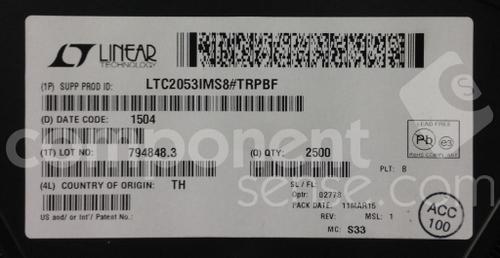 LINEAR
TECHNOLOGY
(1P) SUPP PROD ID: LTC2053IMS8#TRPBF
(D) DATE CODE: 1504
LEAD FREE
Pb e3
ROHS COMPLIANT
(1T) LOT NO: 794848.3 (Q) QTY: 2500
PLT: B
(4L) COUNTRY OF ORIGIN: TH
SL/FL:
Optr: 02773
PACK DATE: 11MAR15
REV: MSL: 1
MC: S33
US and/ or Int'/ Patent No.:
ACC
100
component
sense.com